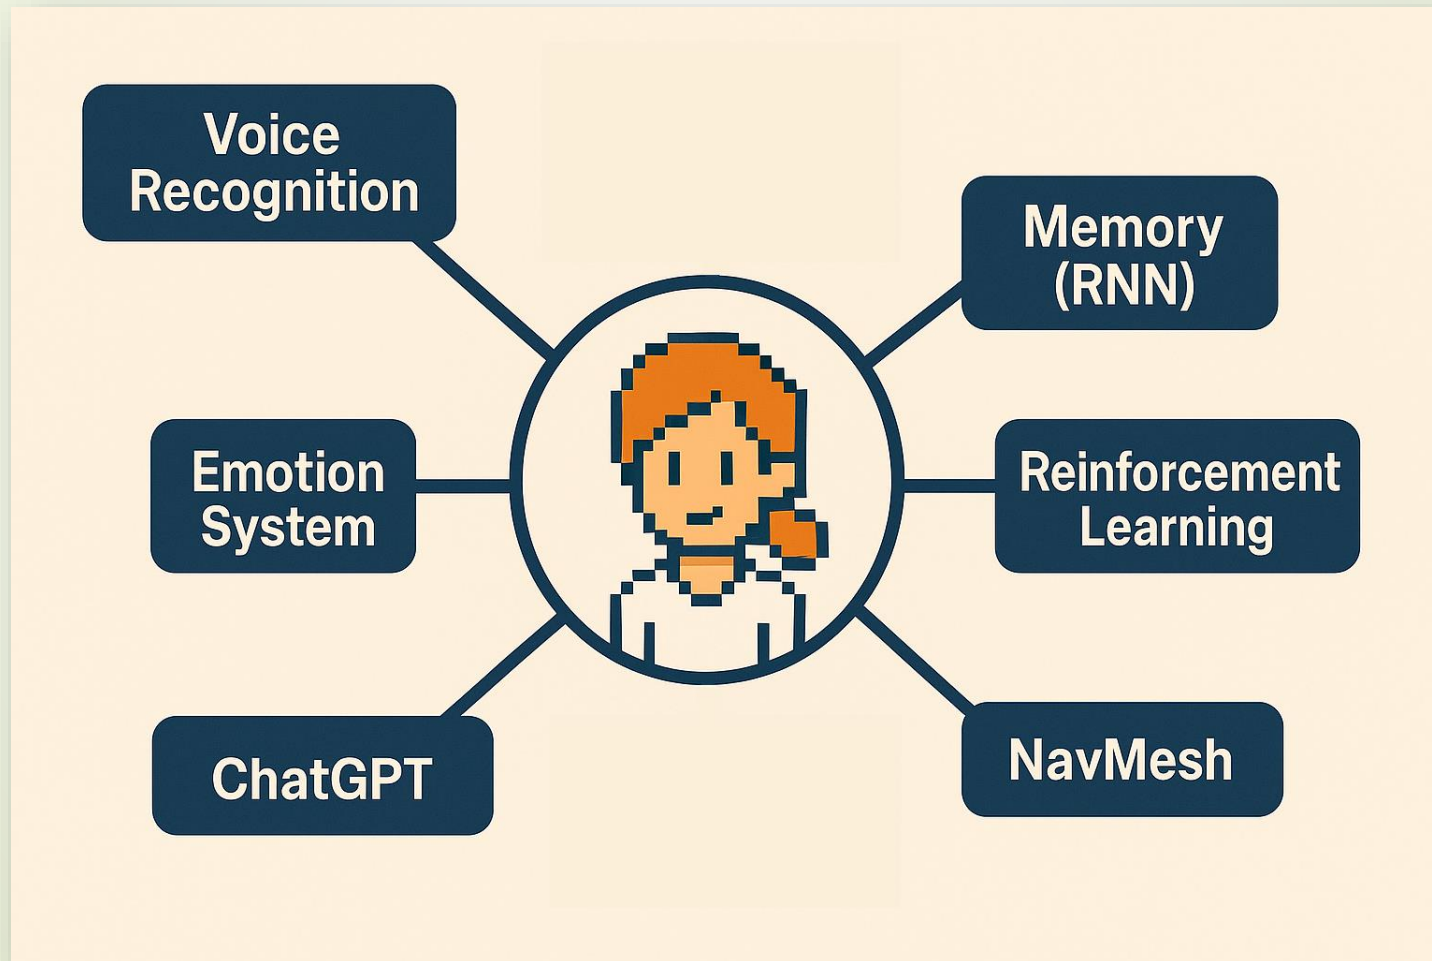 Voice
Recognition
Memory
(RNN)
Emotion
System
Reinforcement
Learning
ChatGPT
NavMesh